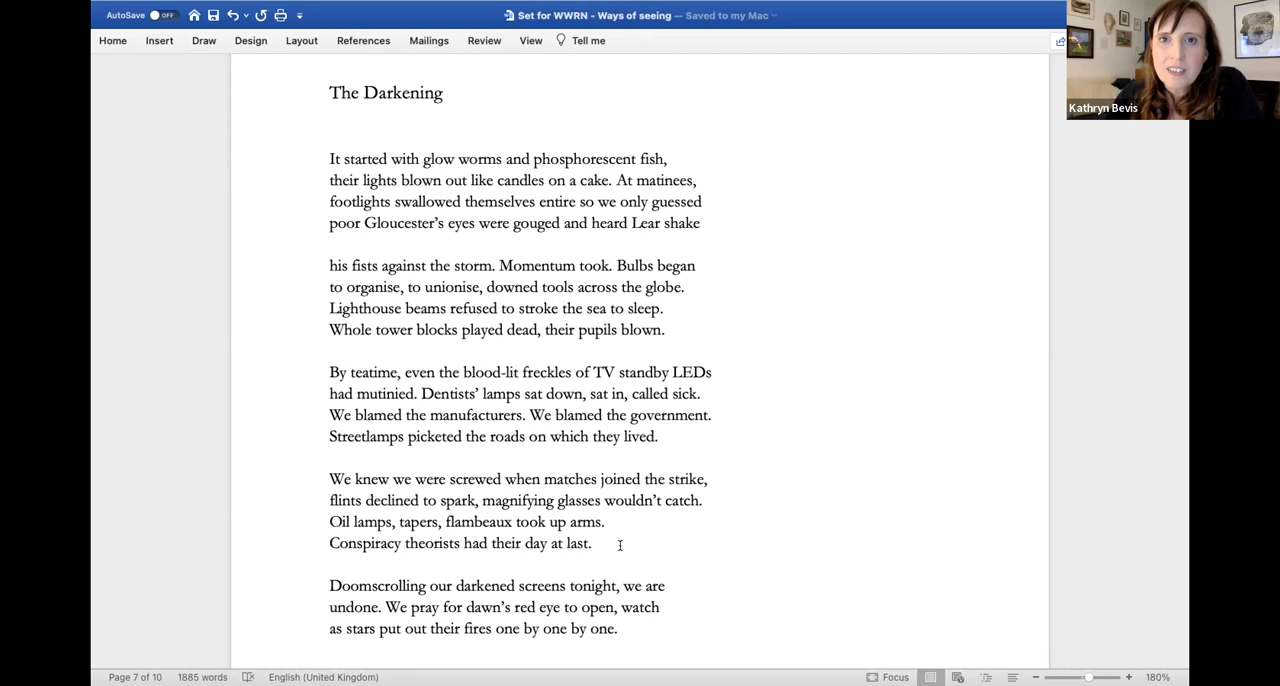 AutoSave OFF
Set for WWRN - Ways of seeing — Saved to my Mac
Home Insert Draw Design Layout References Mailings Review View Tell me
Kathryn Bevis
The Darkening
It started with glow worms and phosphorescent fish,
their lights blown out like candles on a cake. At matinees,
footlights swallowed themselves entire so we only guessed
poor Gloucester's eyes were gouged and heard Lear shake
his fists against the storm. Momentum took. Bulbs began
to organise, to unionise, downed tools across the globe.
Lighthouse beams refused to stroke the sea to sleep.
Whole tower blocks played dead, their pupils blown.
By teatime, even the blood-lit freckles of TV standby LEDs
had mutinied. Dentists' lamps sat down, sat in, called sick.
We blamed the manufacturers. We blamed the government.
Streetlamps picketed the roads on which they lived.
We knew we were screwed when matches joined the strike,
flints declined to spark, magnifying glasses wouldn't catch.
Oil lamps, tapers, flambeaux took up arms.
Conspiracy theorists had their day at last.
Doomscrolling our darkened screens tonight, we are
undone. We pray for dawn's red eye to open, watch
as stars put out their fires one by one by one.
Page 7 of 10 1885 words English (United Kingdom) Focus 180%